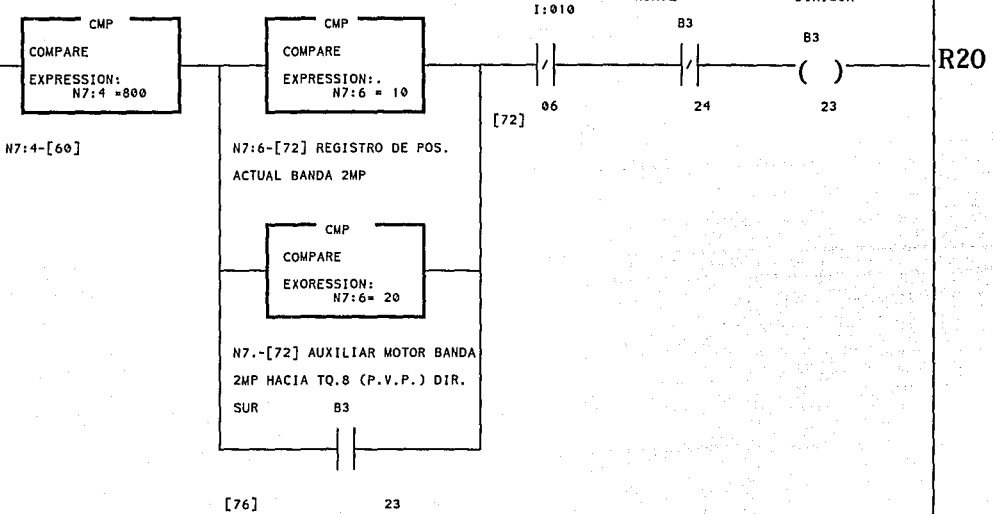 I:010
CMP
CMP
B3
COMPARE
COMPARE
B3
EXPRESSION:
N7:4 =800
EXPRESSION:.
N7:6 = 10
/
/
( )
R20
06
24
23
[72]
N7:4-[60]
N7:6-[72] REGISTRO DE POS.
ACTUAL BANDA 2MP
CMP
COMPARE
EXORESSION:
N7:6= 20
N7.-[72] AUXILIAR MOTOR BANDA
2MP HACIA TQ.8 (P.V.P.) DIR.
SUR
B3
[76]
23